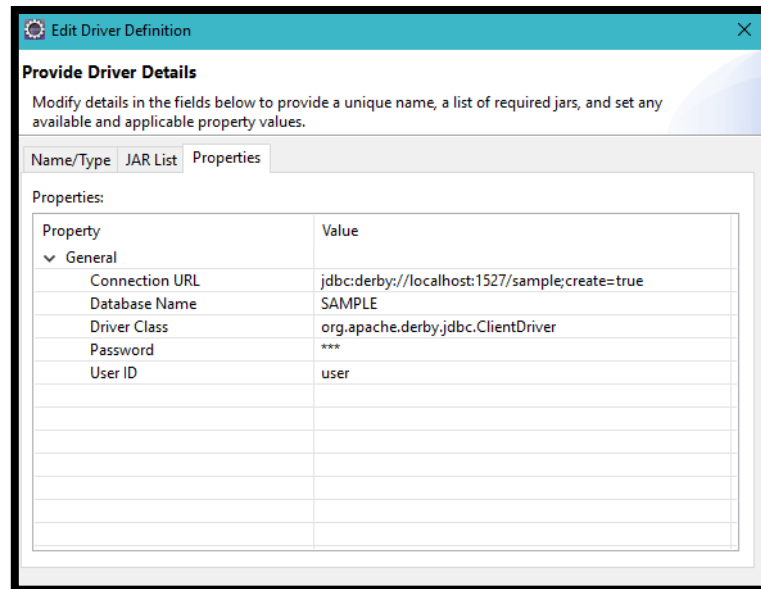 Edit Driver Definition
Provide Driver Details
Modify details in the fields below to provide a unique name, a list of required jars, and set any
available and applicable property values.
Name/Type JAR List Properties
Properties:
Property Value
General
Connection URL jdbc:derby://localhost:1527/sample;create=true
Database Name SAMPLE
Driver Class org.apache.derby.jdbc.ClientDriver
Password ***
User ID user